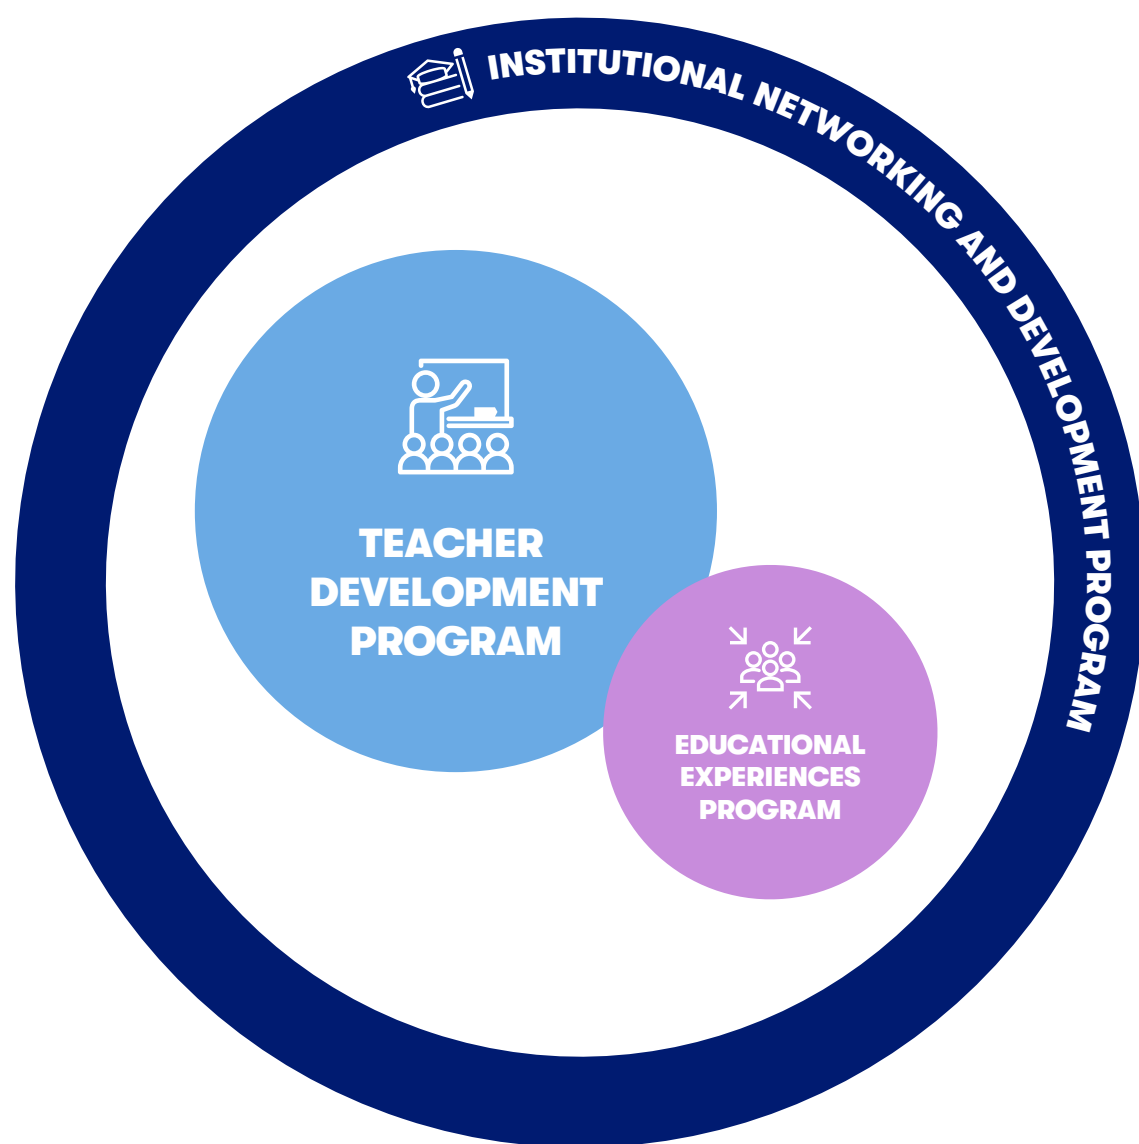 INSTITUTIONAL NETWORKING AND DEVELOPMENT PROGRAM
TEACHER
DEVELOPMENT
PROGRAM
EDUCATIONAL
EXPERIENCES
PROGRAM